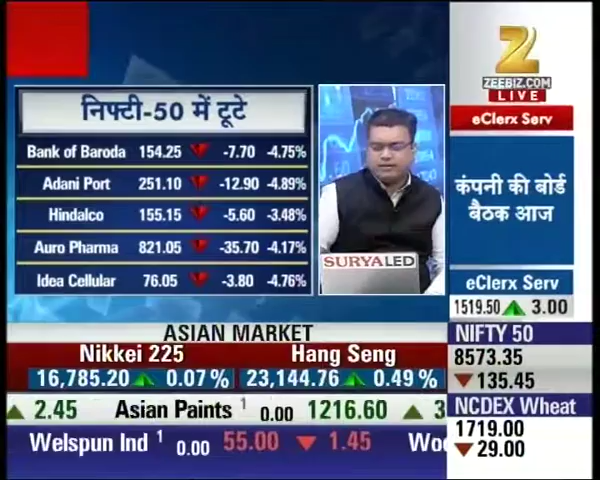 निफ्टी-50 में टूटे
Bank of Baroda 154.25 -7.70 -4.75%
Adani Port 251.10 -12.90 -4.89%
Hindalco 155.15 -5.60 -3.48%
Auro Pharma 821.05 -35.70 -4.17%
Idea Cellular 76.05 -3.80 -4.76%
SURYALED
ZEEBIZ.COM
LIVE
eClerx Serv
कंपनी की बोर्ड
बैठक आज
eClerx Serv
1519.50 3.00
ASIAN MARKET
Nikkei 225 Hang Seng
16,785.20 0.07% 23,144.76 0.49%
NIFTY 50
8573.35
135.45
NCDEX Wheat
1719.00
29.00
2.45 Asian Paints 1 0.00 1216.60 3
Welspun Ind 1 0.00 55.00 1.45